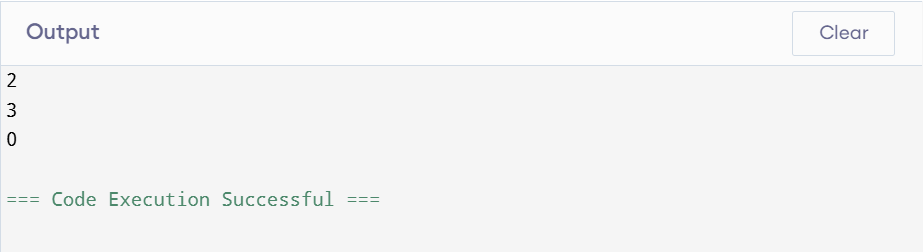 Output
Clear
2
3
0
=== Code Execution Successful ===